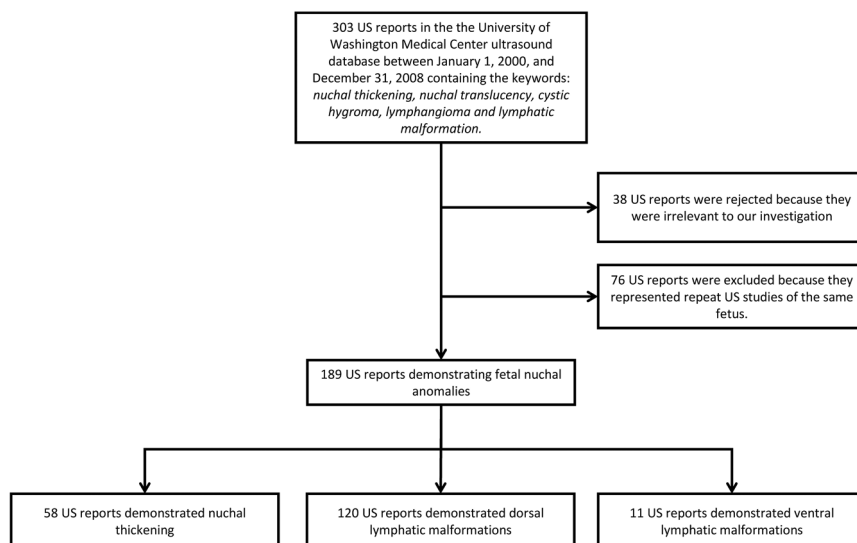 303 US reports in the the University of
Washington Medical Center ultrasound
database between January 1, 2000, and
December 31, 2008 containing the keywords:
nuchal thickening, nuchal translucency, cystic
hygroma, lymphangioma and lymphatic
malformation.
38 US reports were rejected because they
were irrelevant to our investigation
76 US reports were excluded because they
represented repeat US studies of the same
fetus.
189 US reports demonstrating fetal nuchal
anomalies
58 US reports demonstrated nuchal
thickening
120 US reports demonstrated dorsal
lymphatic malformations
11 US reports demonstrated ventral
lymphatic malformations